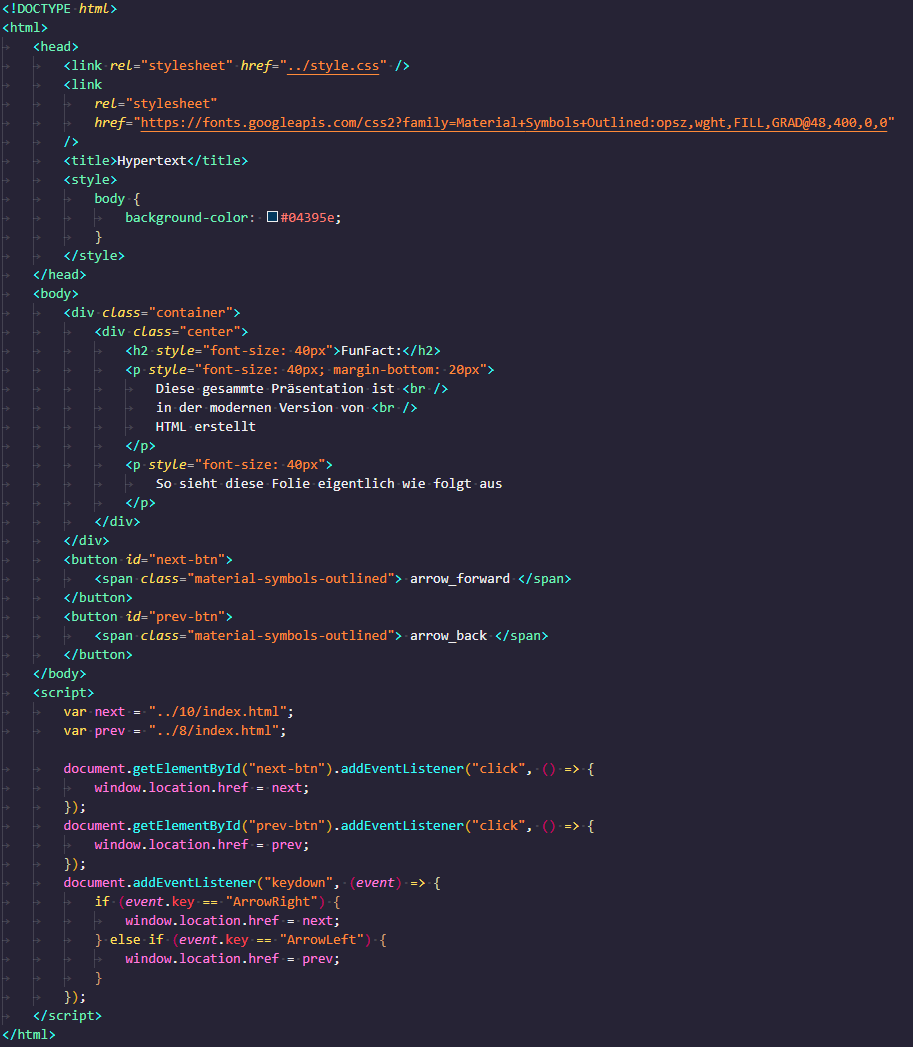 <!DOCTYPE html>
<html>
<head>
<link rel="stylesheet" href="../style.css" />
<link
rel="stylesheet"
href="https://fonts.googleapis.com/css2?family=Material+Symbols+Outlined:opsz,wght,FILL,GRAD@48,400,0,0"
/>
<title>Hypertext</title>
<style>
body {
background-color: #04395e;
}
</style>
</head>
<body>
<div class="container">
<div class="center">
<h2 style="font-size: 40px">FunFact:</h2>
<p style="font-size: 40px; margin-bottom: 20px">
Diese gesammte Präsentation ist <br />
in der modernen Version von <br />
HTML erstellt
</p>
<p style="font-size: 40px">
So sieht diese Folie eigentlich wie folgt aus
</p>
</div>
</div>
<button id="next-btn">
<span class="material-symbols-outlined"> arrow_forward </span>
</button>
<button id="prev-btn">
<span class="material-symbols-outlined"> arrow_back </span>
</button>
</body>
<script>
var next = "../10/index.html";
var prev = "../8/index.html";
document.getElementById("next-btn").addEventListener("click", () => {
window.location.href = next;
});
document.getElementById("prev-btn").addEventListener("click", () => {
window.location.href = prev;
});
document.addEventListener("keydown", (event) => {
if (event.key == "ArrowRight") {
window.location.href = next;
} else if (event.key == "ArrowLeft") {
window.location.href = prev;
}
});
</script>
</html>